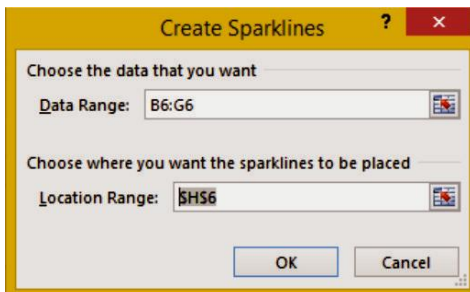 Create Sparklines ? ×
Choose the data that you want
Data Range: B6:G6
Choose where you want the sparklines to be placed
Location Range: $H$6
OK Cancel